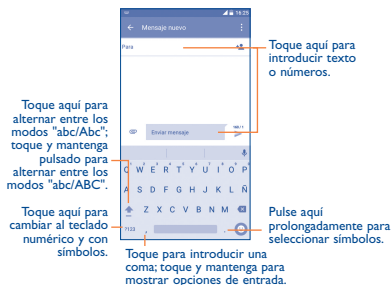 16:25
Mensaje nuevo
Para
Toque aquí para
introducir texto
o números.
Toque aquí para
alternar entre los
modos "abc/Abc";
toque y mantenga
pulsado para
alternar entre los
modos "abc/ABC".
Enviar mensaje
Q W E R T Y U I O P
A S D F G H J K L Ñ
Z X C V B N M
?123 , .
Toque aquí para
cambiar al teclado
numérico y con
símbolos.
Pulse aquí
prolongadamente para
seleccionar símbolos.
Toque para introducir una
coma; toque y mantenga para
mostrar opciones de entrada.